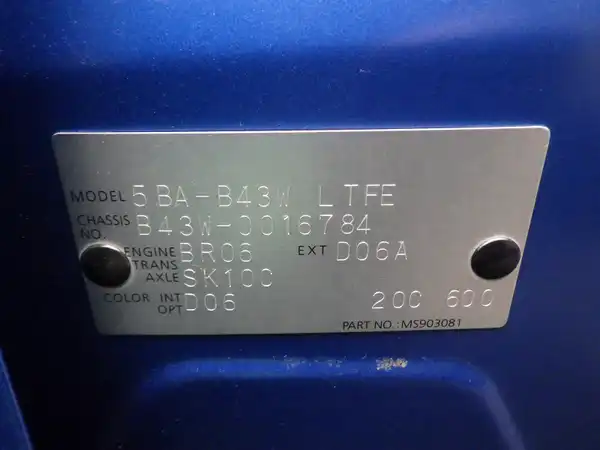 MODEL 5BA-B43W LTFE
CHASSIS NO. B43W-0016784
ENGINE BR06 EXT D06A
TRANS AXLE SK10C
COLOR INT D06 200 600
OPT
PART NO.:MS903081